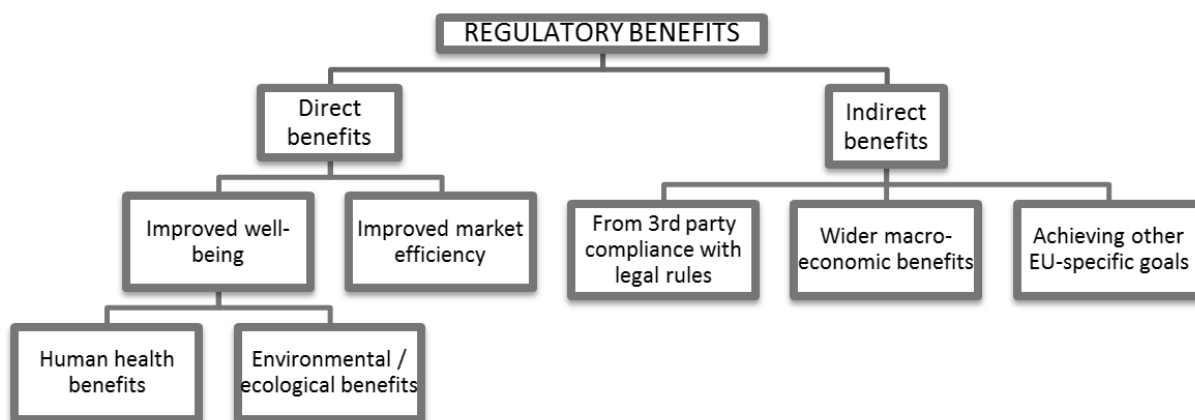 REGULATORY BENEFITS
Direct
benefits
Indirect
benefits
Improved well-
being
Improved market
efficiency
From 3rd party
compliance with
legal rules
Wider macro-
economic benefits
Achieving other
EU-specific goals
Human health
benefits
Environmental /
ecological benefits